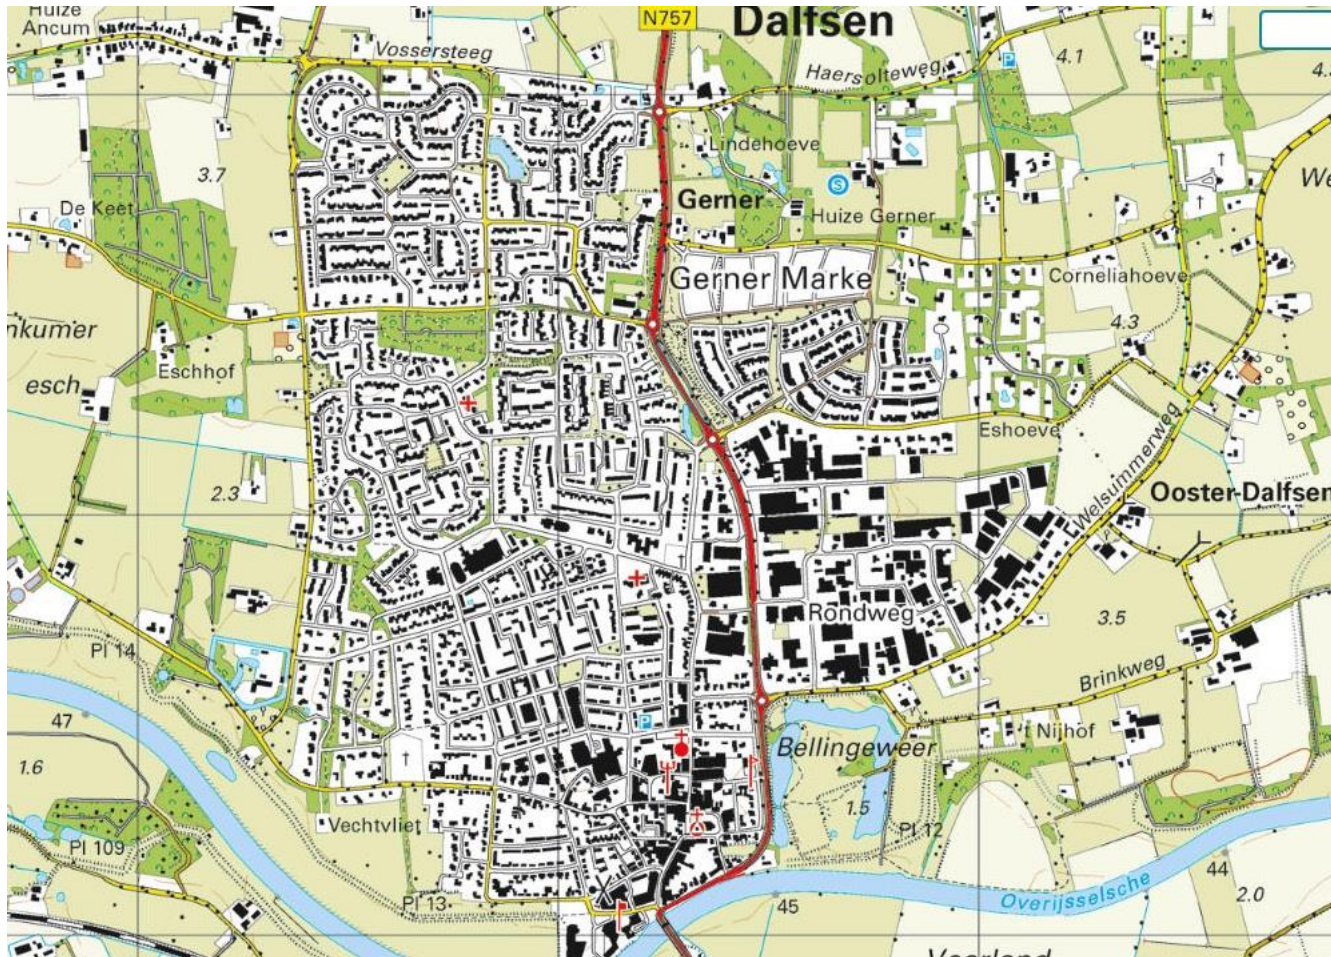 Huize
Ancum
Vossersteeg
N757
Dalfsen
Haersolteweg
P
4.1
4.
3.7
Lindehoeve
S
We
De Keet
Gerner
Huize Gerner
Gerner Marke
Corneliahoeve
nkumer
esch
Eschhof
4.3
Eshoeve
Welsummerweg
2.3
Ooster-Dalfsen
Rondweg
3.5
Pl 14
Brinkweg
47
P
Bellingeweer
't Nijhof
1.6
1.5
Vechtvliet
Pl 12
Pl 109
44
Pl 13
45
Overijsselsche
2.0